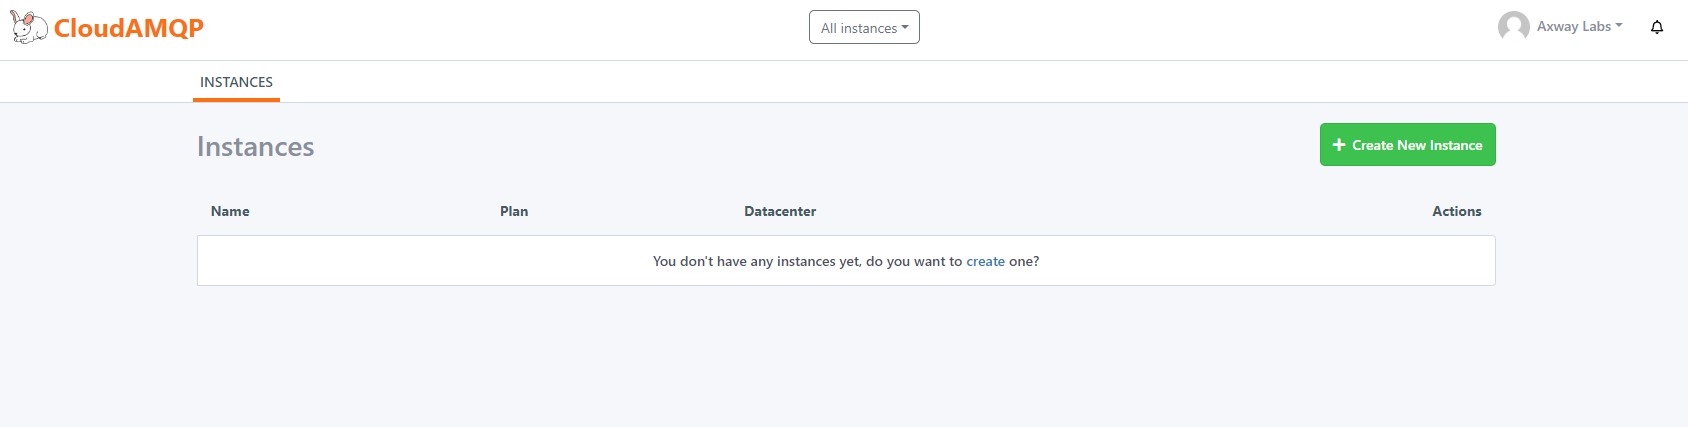 CloudAMQP
All instances
Axway Labs
INSTANCES
Instances
Create New Instance
Name Plan Datacenter Actions
You don't have any instances yet, do you want to create one?